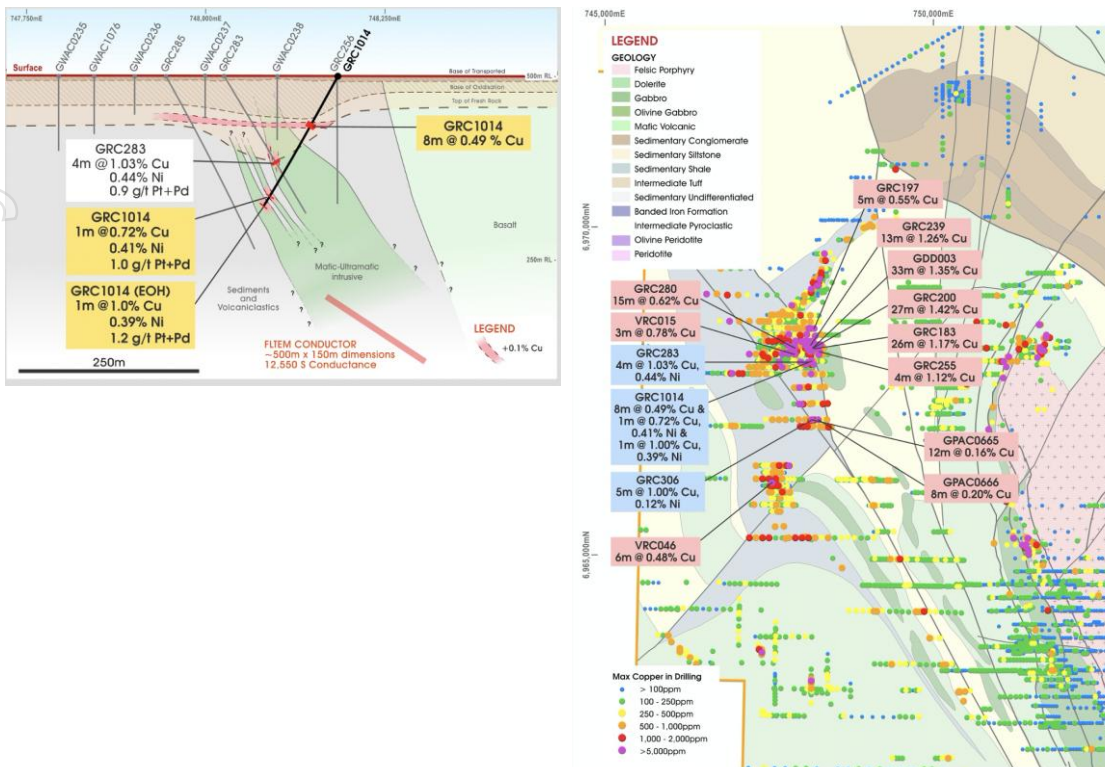 747,750mE
748,000mE
748,250mE
GWAC0235
GWAC1076
GWAC0236
GRC285
GWAC0237
GRC283
GWAC0238
GRC256
GRC1014
Surface
Base of Transported
500m RL
Base of Oxidisation
Top of Fresh Rock
GRC1014
8m @ 0.49 % Cu
GRC283
4m @ 1.03% Cu
0.44% Ni
0.9 g/t Pt+Pd
GRC1014
1m @ 0.72% Cu
0.41% Ni
1.0 g/t Pt+Pd
GRC1014 (EOH)
1m @ 1.0% Cu
0.39% Ni
1.2 g/t Pt+Pd
? ? ? ? ? ? ? ? ? ? ?
Basalt
250m RL
Mafic-Ultramafic
intrusive
Sediments
and
Volcaniclastics
FLTEM CONDUCTOR
~500m x 150m dimensions
12,550 S Conductance
LEGEND
+0.1% Cu
250m
745,000mE
750,000mE
LEGEND
GEOLOGY
Felsic Porphyry
Dolerite
Gabbro
Olivine Gabbro
Mafic Volcanic
Sedimentary Conglomerate
Sedimentary Siltstone
Sedimentary Shale
Intermediate Tuff
Sedimentary Undifferentiated
Banded Iron Formation
Intermediate Pyroclastic
Olivine Peridotite
Peridotite
6,970,000mN
6,965,000mN
GRC197
5m @ 0.55% Cu
GRC239
13m @ 1.26% Cu
GDD003
33m @ 1.35% Cu
GRC200
27m @ 1.42% Cu
GRC183
26m @ 1.17% Cu
GRC255
4m @ 1.12% Cu
GRC280
15m @ 0.62% Cu
VRC015
3m @ 0.78% Cu
GRC283
4m @ 1.03% Cu,
0.44% Ni
GRC1014
8m @ 0.49% Cu &
1m @ 0.72% Cu,
0.41% Ni &
1m @ 1.00% Cu,
0.39% Ni
GRC306
5m @ 1.00% Cu,
0.12% Ni
VRC046
6m @ 0.48% Cu
GPAC0665
12m @ 0.16% Cu
GPAC0666
8m @ 0.20% Cu
Max Copper in Drilling
> 100ppm
100 - 250ppm
250 - 500ppm
500 - 1,000ppm
1,000 - 2,000ppm
>5,000ppm